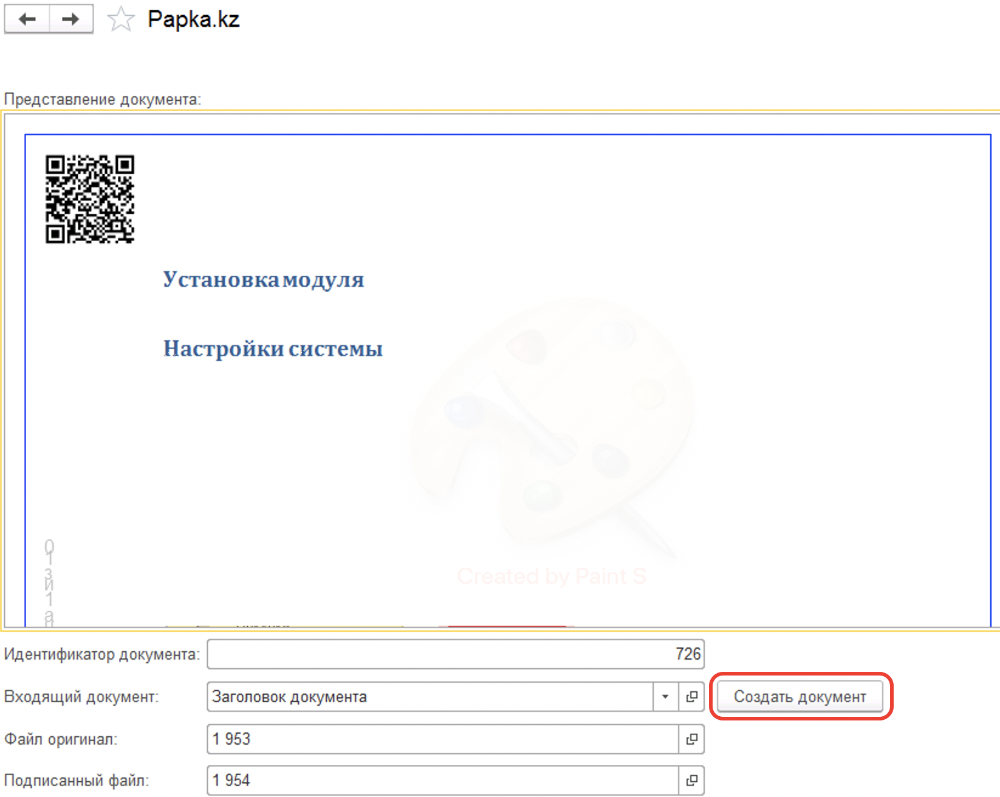 Papka.kz
Представление документа:
Установка модуля
Настройки системы
Created by Paint S
Идентификатор документа: 726
Входящий документ: Заголовок документа Создать документ
Файл оригинал: 1 953
Подписанный файл: 1 954